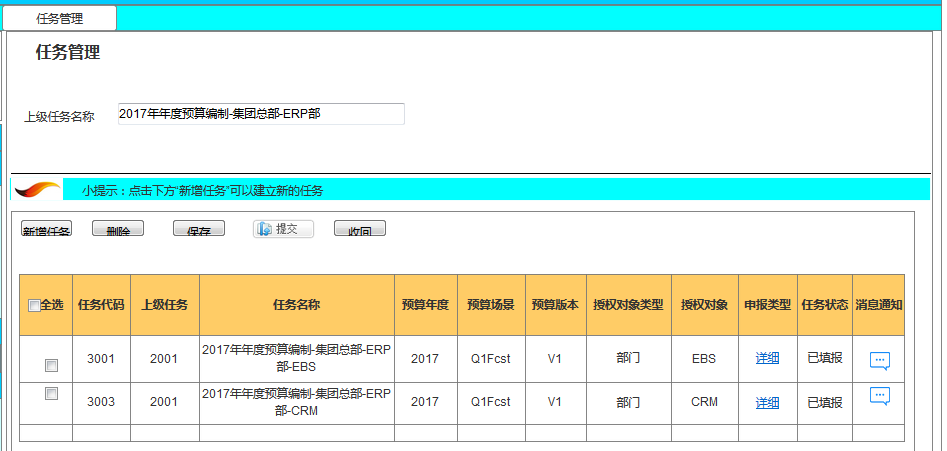 任务管理
任务管理
上级任务名称 2017年年度预算编制-集团总部-ERP部
小提示：点击下方“新增任务”可以建立新的任务
新增任务 删除 保存 提交 收回
全选 任务代码 上级任务 任务名称 预算年度 预算场景 预算版本 授权对象类型 授权对象 申报类型 任务状态 消息通知
3001 2001 2017年年度预算编制-集团总部-ERP 2017 Q1Fcst V1 部门 EBS 详细 已填报
部-EBS
3003 2001 2017年年度预算编制-集团总部-ERP 2017 Q1Fcst V1 部门 CRM 详细 已填报
部-CRM